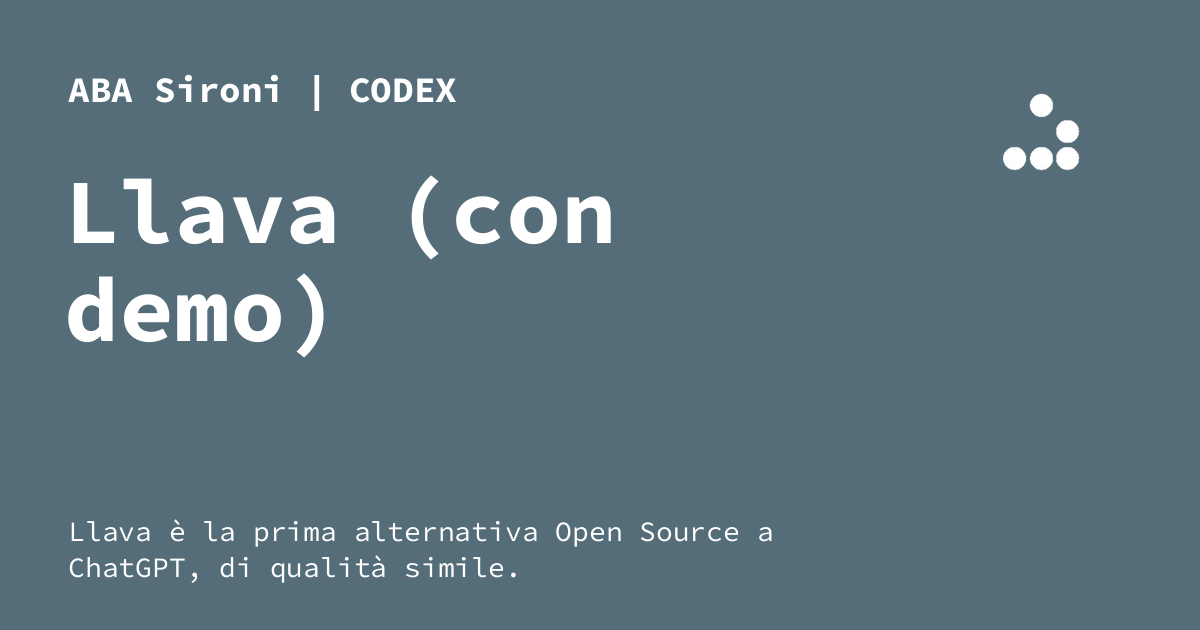 ABA Sironi | CODEX
Llava (con
demo)
Llava è la prima alternativa Open Source a
ChatGPT, di qualità simile.